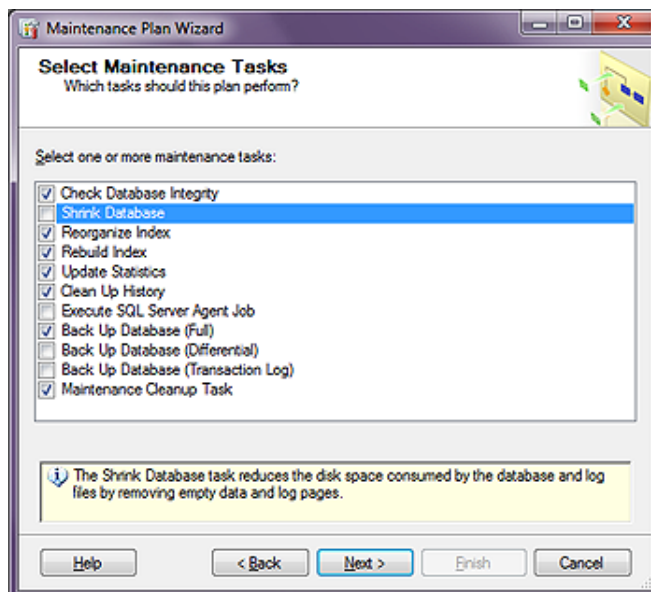 Maintenance Plan Wizard
Select Maintenance Tasks
Which tasks should this plan perform?
Select one or more maintenance tasks:
Check Database Integrity
Shrink Database
Reorganize Index
Rebuild Index
Update Statistics
Clean Up History
Execute SQL Server Agent Job
Back Up Database (Full)
Back Up Database (Differential)
Back Up Database (Transaction Log)
Maintenance Cleanup Task
The Shrink Database task reduces the disk space consumed by the database and log
files by removing empty data and log pages.
Help < Back Next > Finish Cancel